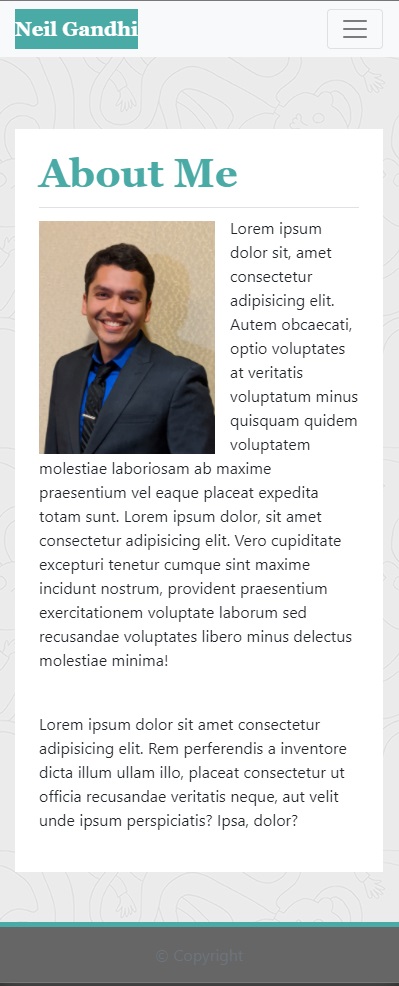 Neil Gandhi
About Me
Lorem ipsum
dolor sit, amet
consectetur
adipisicing elit.
Autem obcaecati,
optio voluptates
at veritatis
voluptatum minus
quisquam quidem
voluptatem
molestiae laboriosam ab maxime
praesentium vel eaque placeat expedita
totam sunt. Lorem ipsum dolor, sit amet
consectetur adipisicing elit. Vero cupiditate
excepturi tenetur cumque sint maxime
incidunt nostrum, provident praesentium
exercitationem voluptate laborum sed
recusandae voluptates libero minus delectus
molestiae minima!
Lorem ipsum dolor sit amet consectetur
adipisicing elit. Rem perferendis a inventore
dicta illum ullam illo, placeat consectetur ut
officia recusandae veritatis neque, aut velit
unde ipsum perspiciatis? Ipsa, dolor?
© Copyright